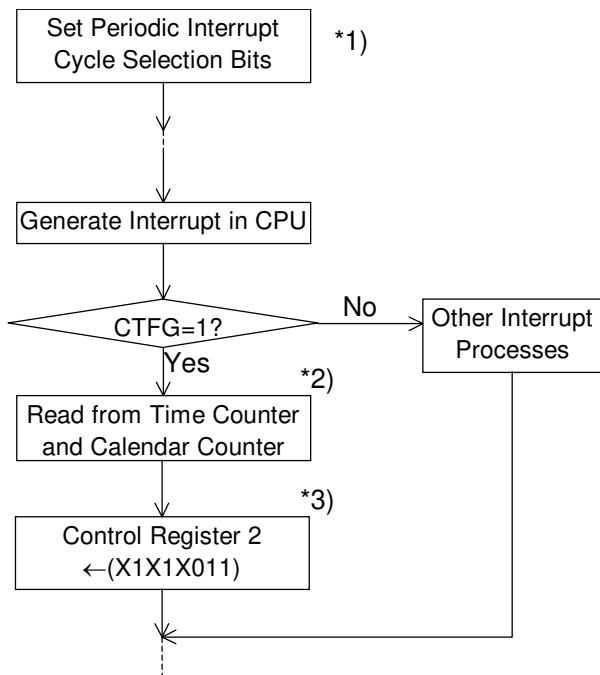 Set Periodic Interrupt
Cycle Selection Bits
*1)
Generate Interrupt in CPU
CTFG=1?
No
Other Interrupt
Processes
Yes
*2)
Read from Time Counter
and Calendar Counter
*3)
Control Register 2
←(X1X1X011)